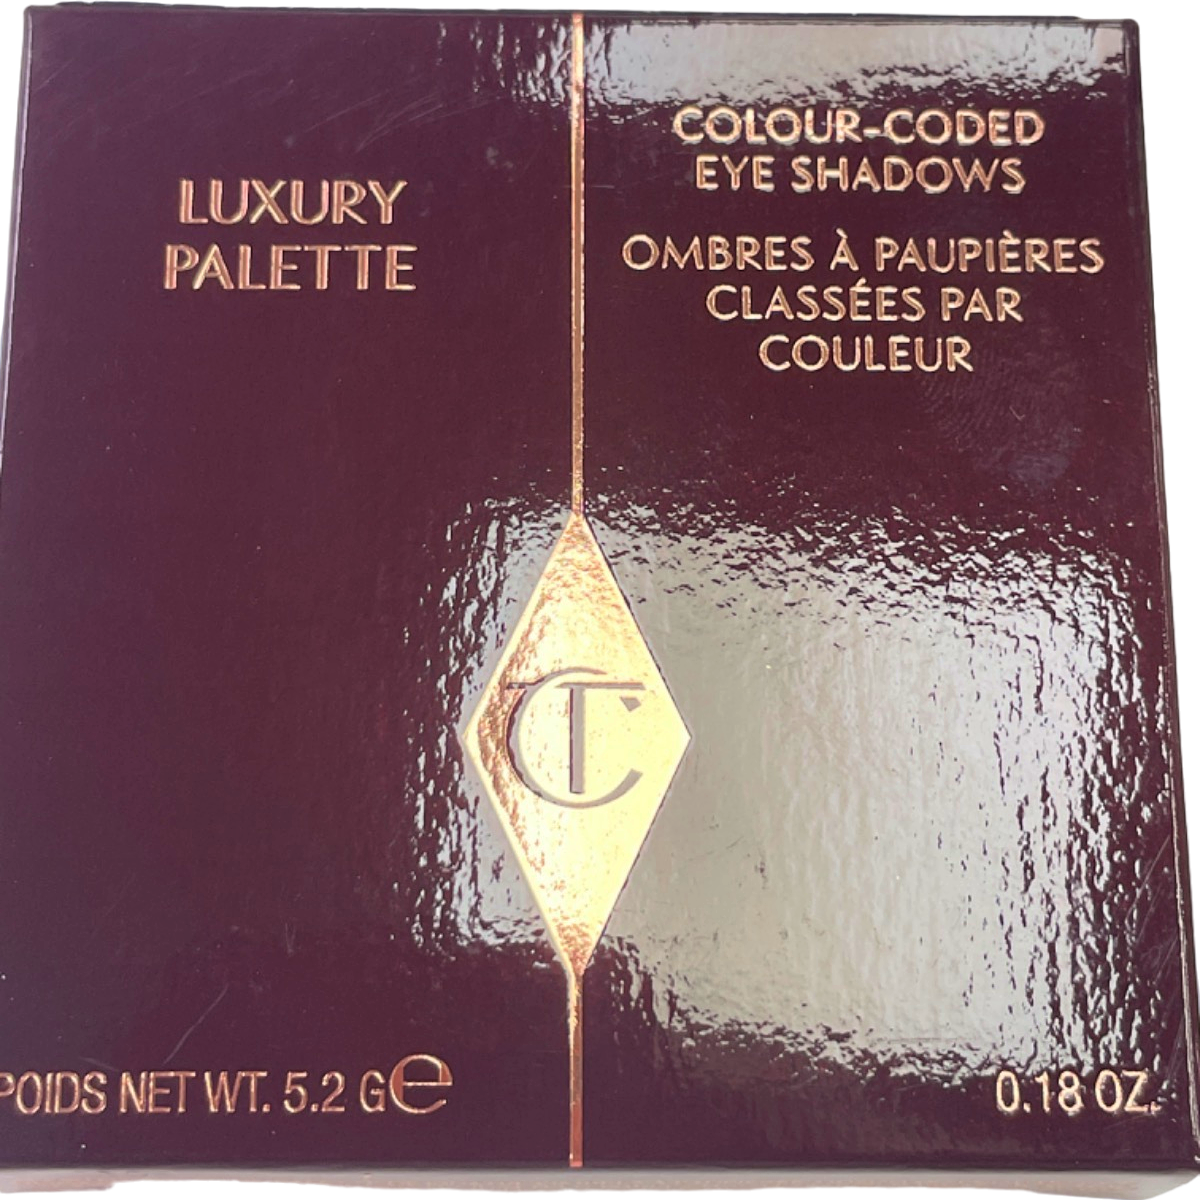 LUXURY
PALETTE
COLOUR-CODED
EYE SHADOWS
OMBRES À PAUPIÈRES
CLASSÉES PAR
COULEUR
CT
POIDS NET WT. 5.2 G℮
0.18 OZ.